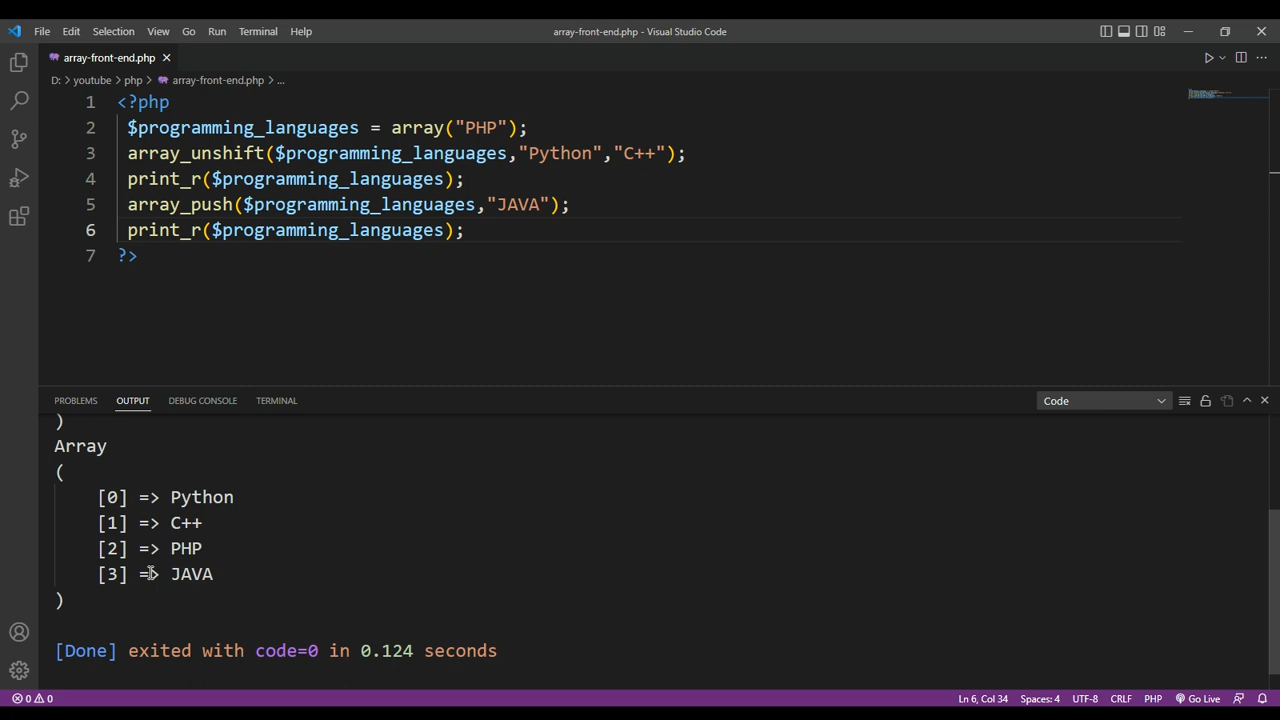 File Edit Selection View Go Run Terminal Help
array-front-end.php - Visual Studio Code
array-front-end.php
D: > youtube > php > array-front-end.php > ...
1 <?php
2 $programming_languages = array("PHP");
3 array_unshift($programming_languages,"Python","C++");
4 print_r($programming_languages);
5 array_push($programming_languages,"JAVA");
6 print_r($programming_languages);
7 ?>
PROBLEMS OUTPUT DEBUG CONSOLE TERMINAL
Code
)
Array
(
[0] => Python
[1] => C++
[2] => PHP
[3] => JAVA
)
[Done] exited with code=0 in 0.124 seconds
0 0 Ln 6, Col 34 Spaces: 4 UTF-8 CRLF PHP Go Live